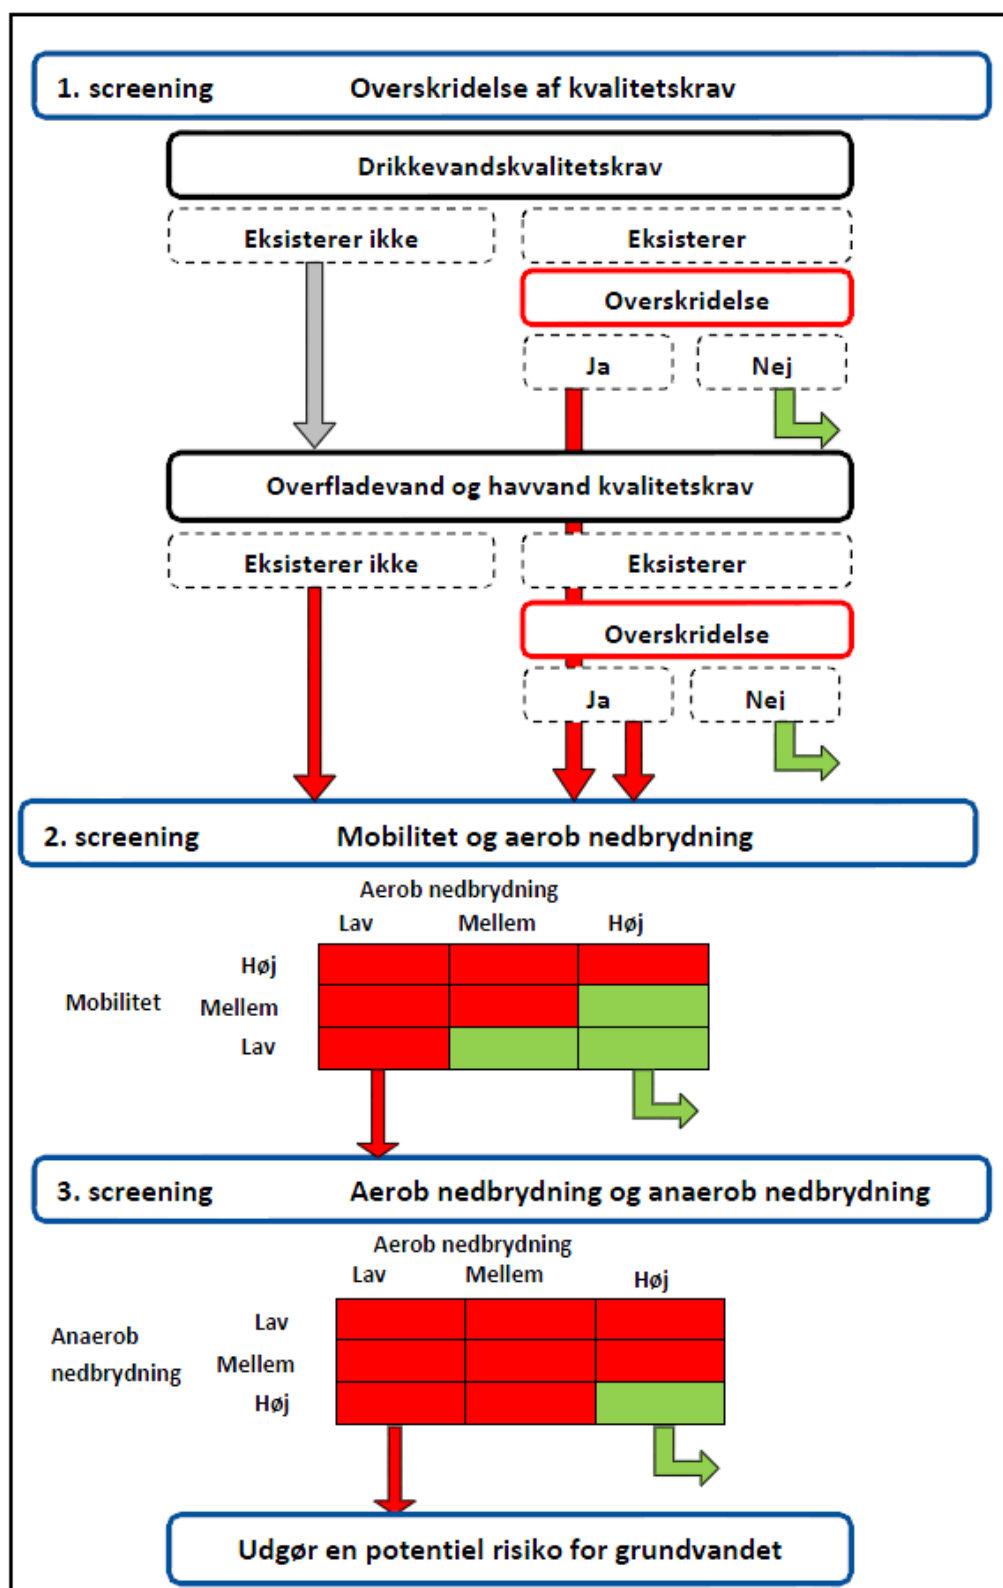 1. screening Overskridelse af kvalitetskrav
Drikkevandskvalitetskrav
Eksisterer ikke Eksisterer
Overskridelse
Ja Nej
Overfladevand og havvand kvalitetskrav
Eksisterer ikke Eksisterer
Overskridelse
Ja Nej
2. screening Mobilitet og aerob nedbrydning
Aerob nedbrydning
Lav Mellem Høj
Høj
Mobilitet Mellem
Lav
3. screening Aerob nedbrydning og anaerob nedbrydning
Aerob nedbrydning
Lav Mellem Høj
Lav
Anaerob
Mellem
nedbrydning
Høj
Udgør en potentiel risiko for grundvandet